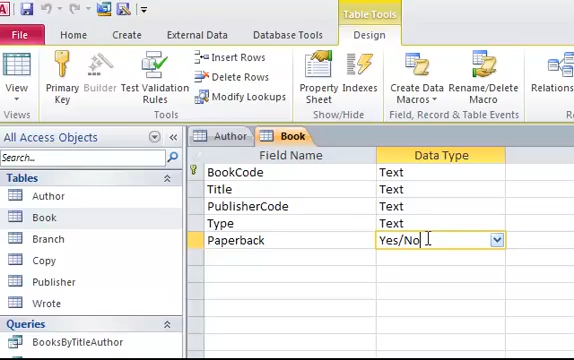 Table Tools
File Home Create External Data Database Tools Design
View
Views
Primary Key
Builder
Test Validation Rules
Insert Rows
Delete Rows
Modify Lookups
Tools
Property Sheet
Indexes
Show/Hide
Create Data Macros
Rename/Delete Macro
Field, Record & Table Events
Relations
Re
All Access Objects
Search...
Tables
Author
Book
Branch
Copy
Publisher
Wrote
Queries
BooksByTitleAuthor
Author Book
Field Name Data Type
BookCode Text
Title Text
PublisherCode Text
Type Text
Paperback Yes/No